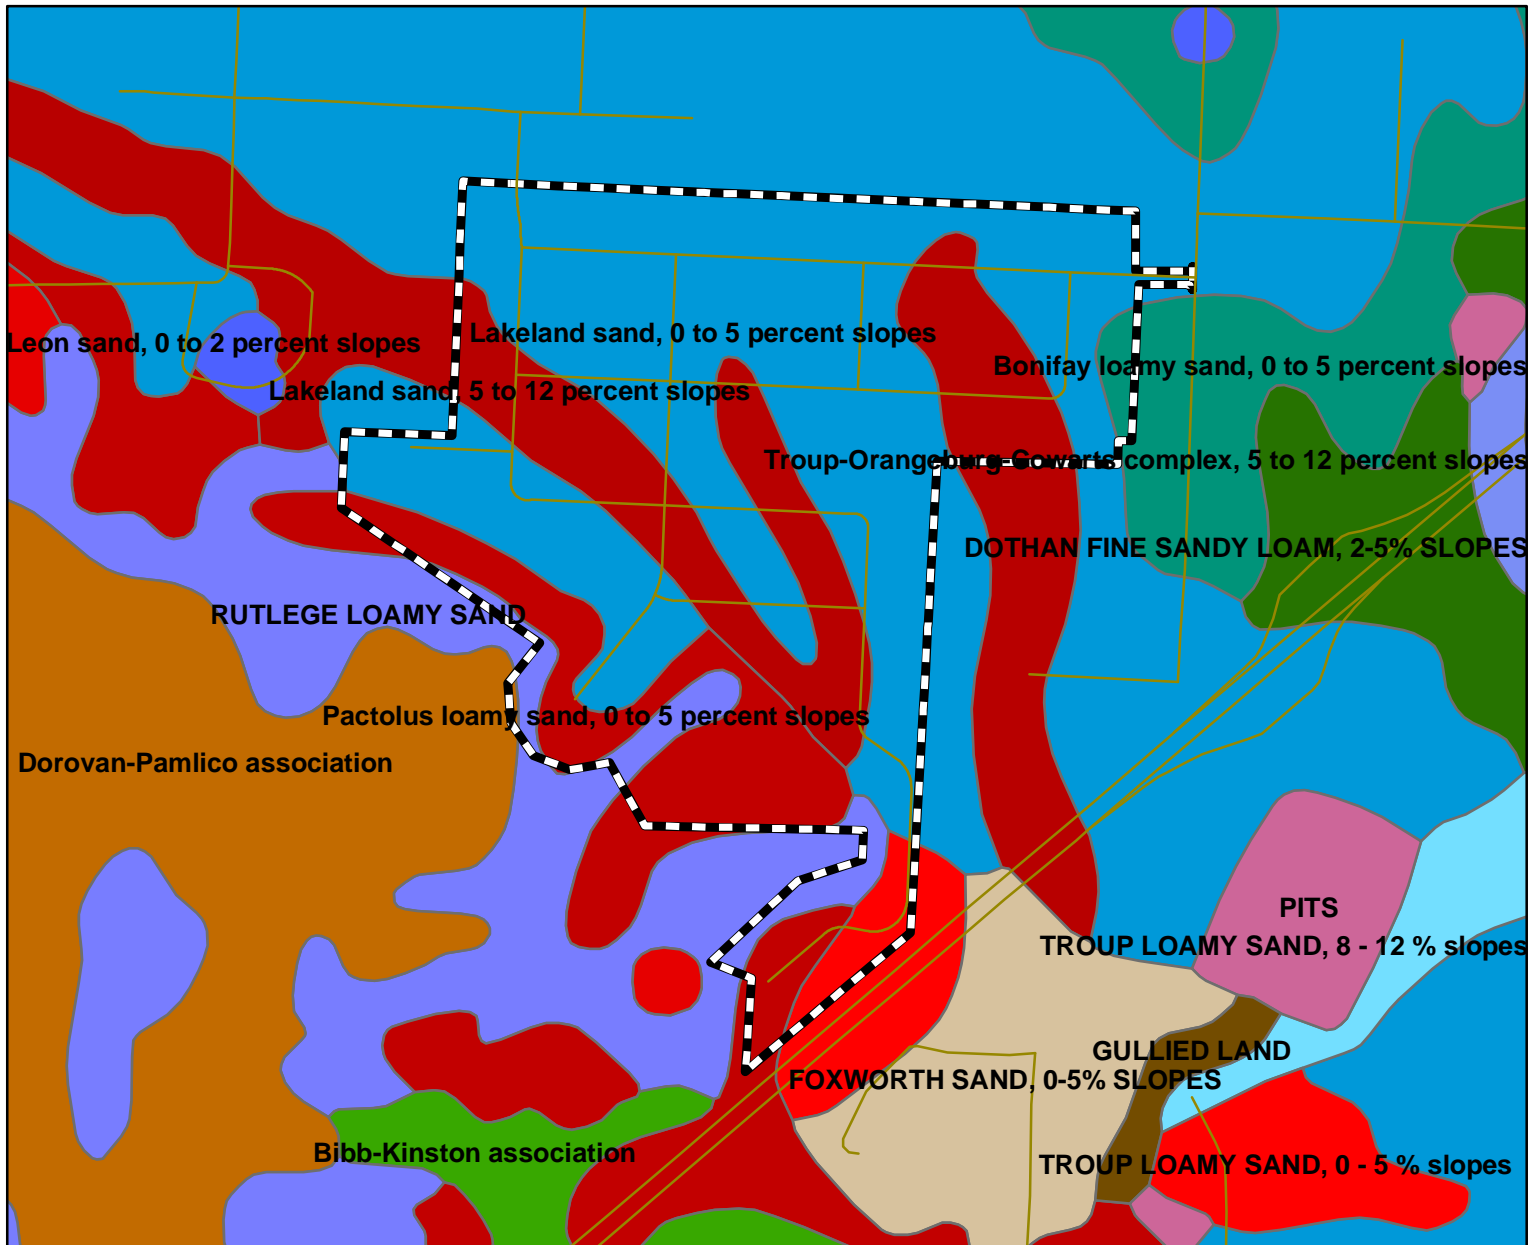 Leon sand, 0 to 2 percent slopes
Lakeland sand, 0 to 5 percent slopes
Bonifay loamy sand, 0 to 5 percent slopes
Lakeland sand, 5 to 12 percent slopes
Troup-Orangeburg-Cowarts complex, 5 to 12 percent slopes
DOTHAN FINE SANDY LOAM, 2-5% SLOPES
RUTLEGE LOAMY SAND
Pactolus loamy sand, 0 to 5 percent slopes
Dorovan-Pamlico association
PITS
TROUP LOAMY SAND, 8 - 12 % slopes
GULLIED LAND
FOXWORTH SAND, 0-5% SLOPES
Bibb-Kinston association
TROUP LOAMY SAND, 0 - 5 % slopes